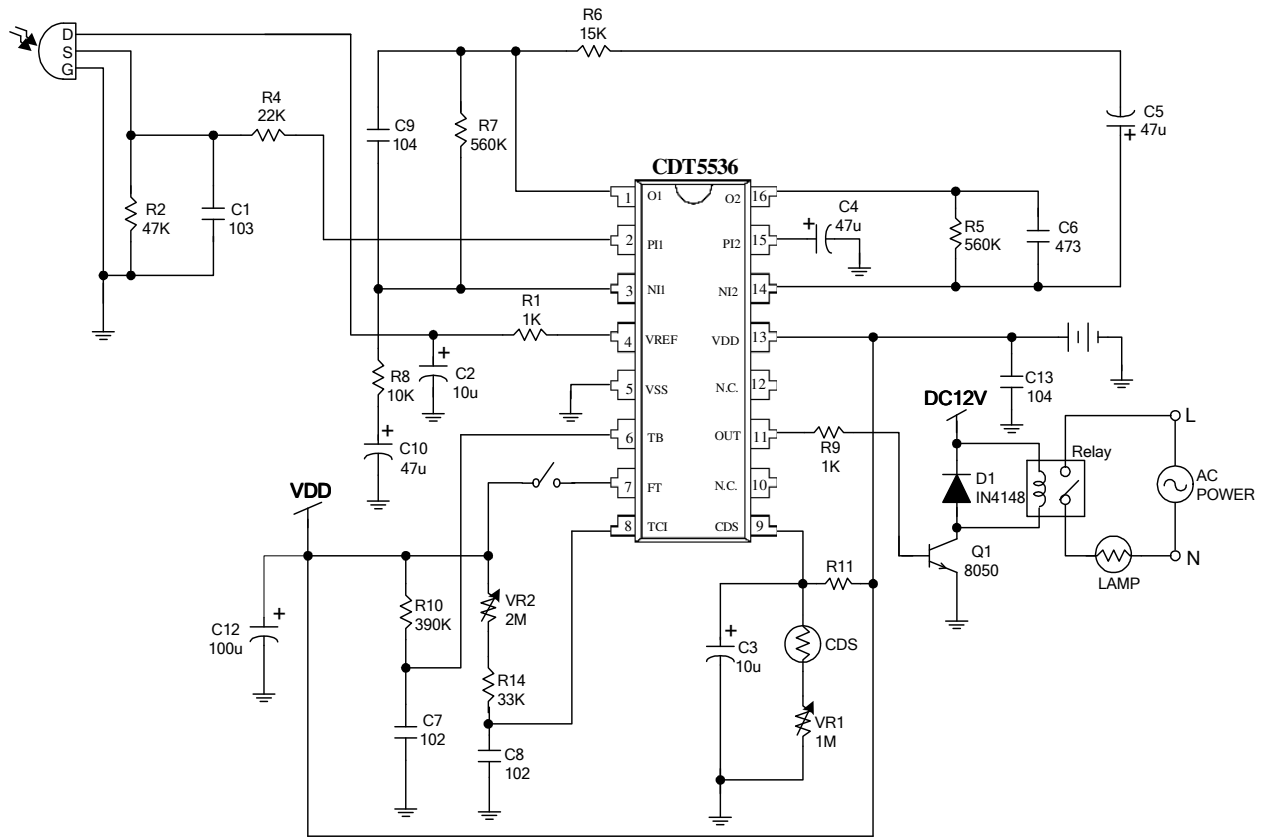 D
S
G
R6
15K
R4
22K
C9
104
R7
560K
C5
47u
+
CDT5536
R2
47K
C1
103
1
O1
O2
16
C4
47u
+
R5
560K
C6
473
2
PI1
PI2
15
3
NI1
NI2
14
R1
1K
4
VREF
VDD
13
+
C2
10u
R8
10K
5
VSS
N.C.
12
C13
104
DC12V
+
C10
47u
6
TB
OUT
11
R9
1K
D1
IN4148
Relay
L
AC
POWER
N
7
FT
N.C.
10
VDD
8
TCI
CDS
9
Q1
8050
LAMP
R11
+
C12
100u
R10
390K
VR2
2M
R14
33K
+
C3
10u
CDS
VR1
1M
C7
102
C8
102